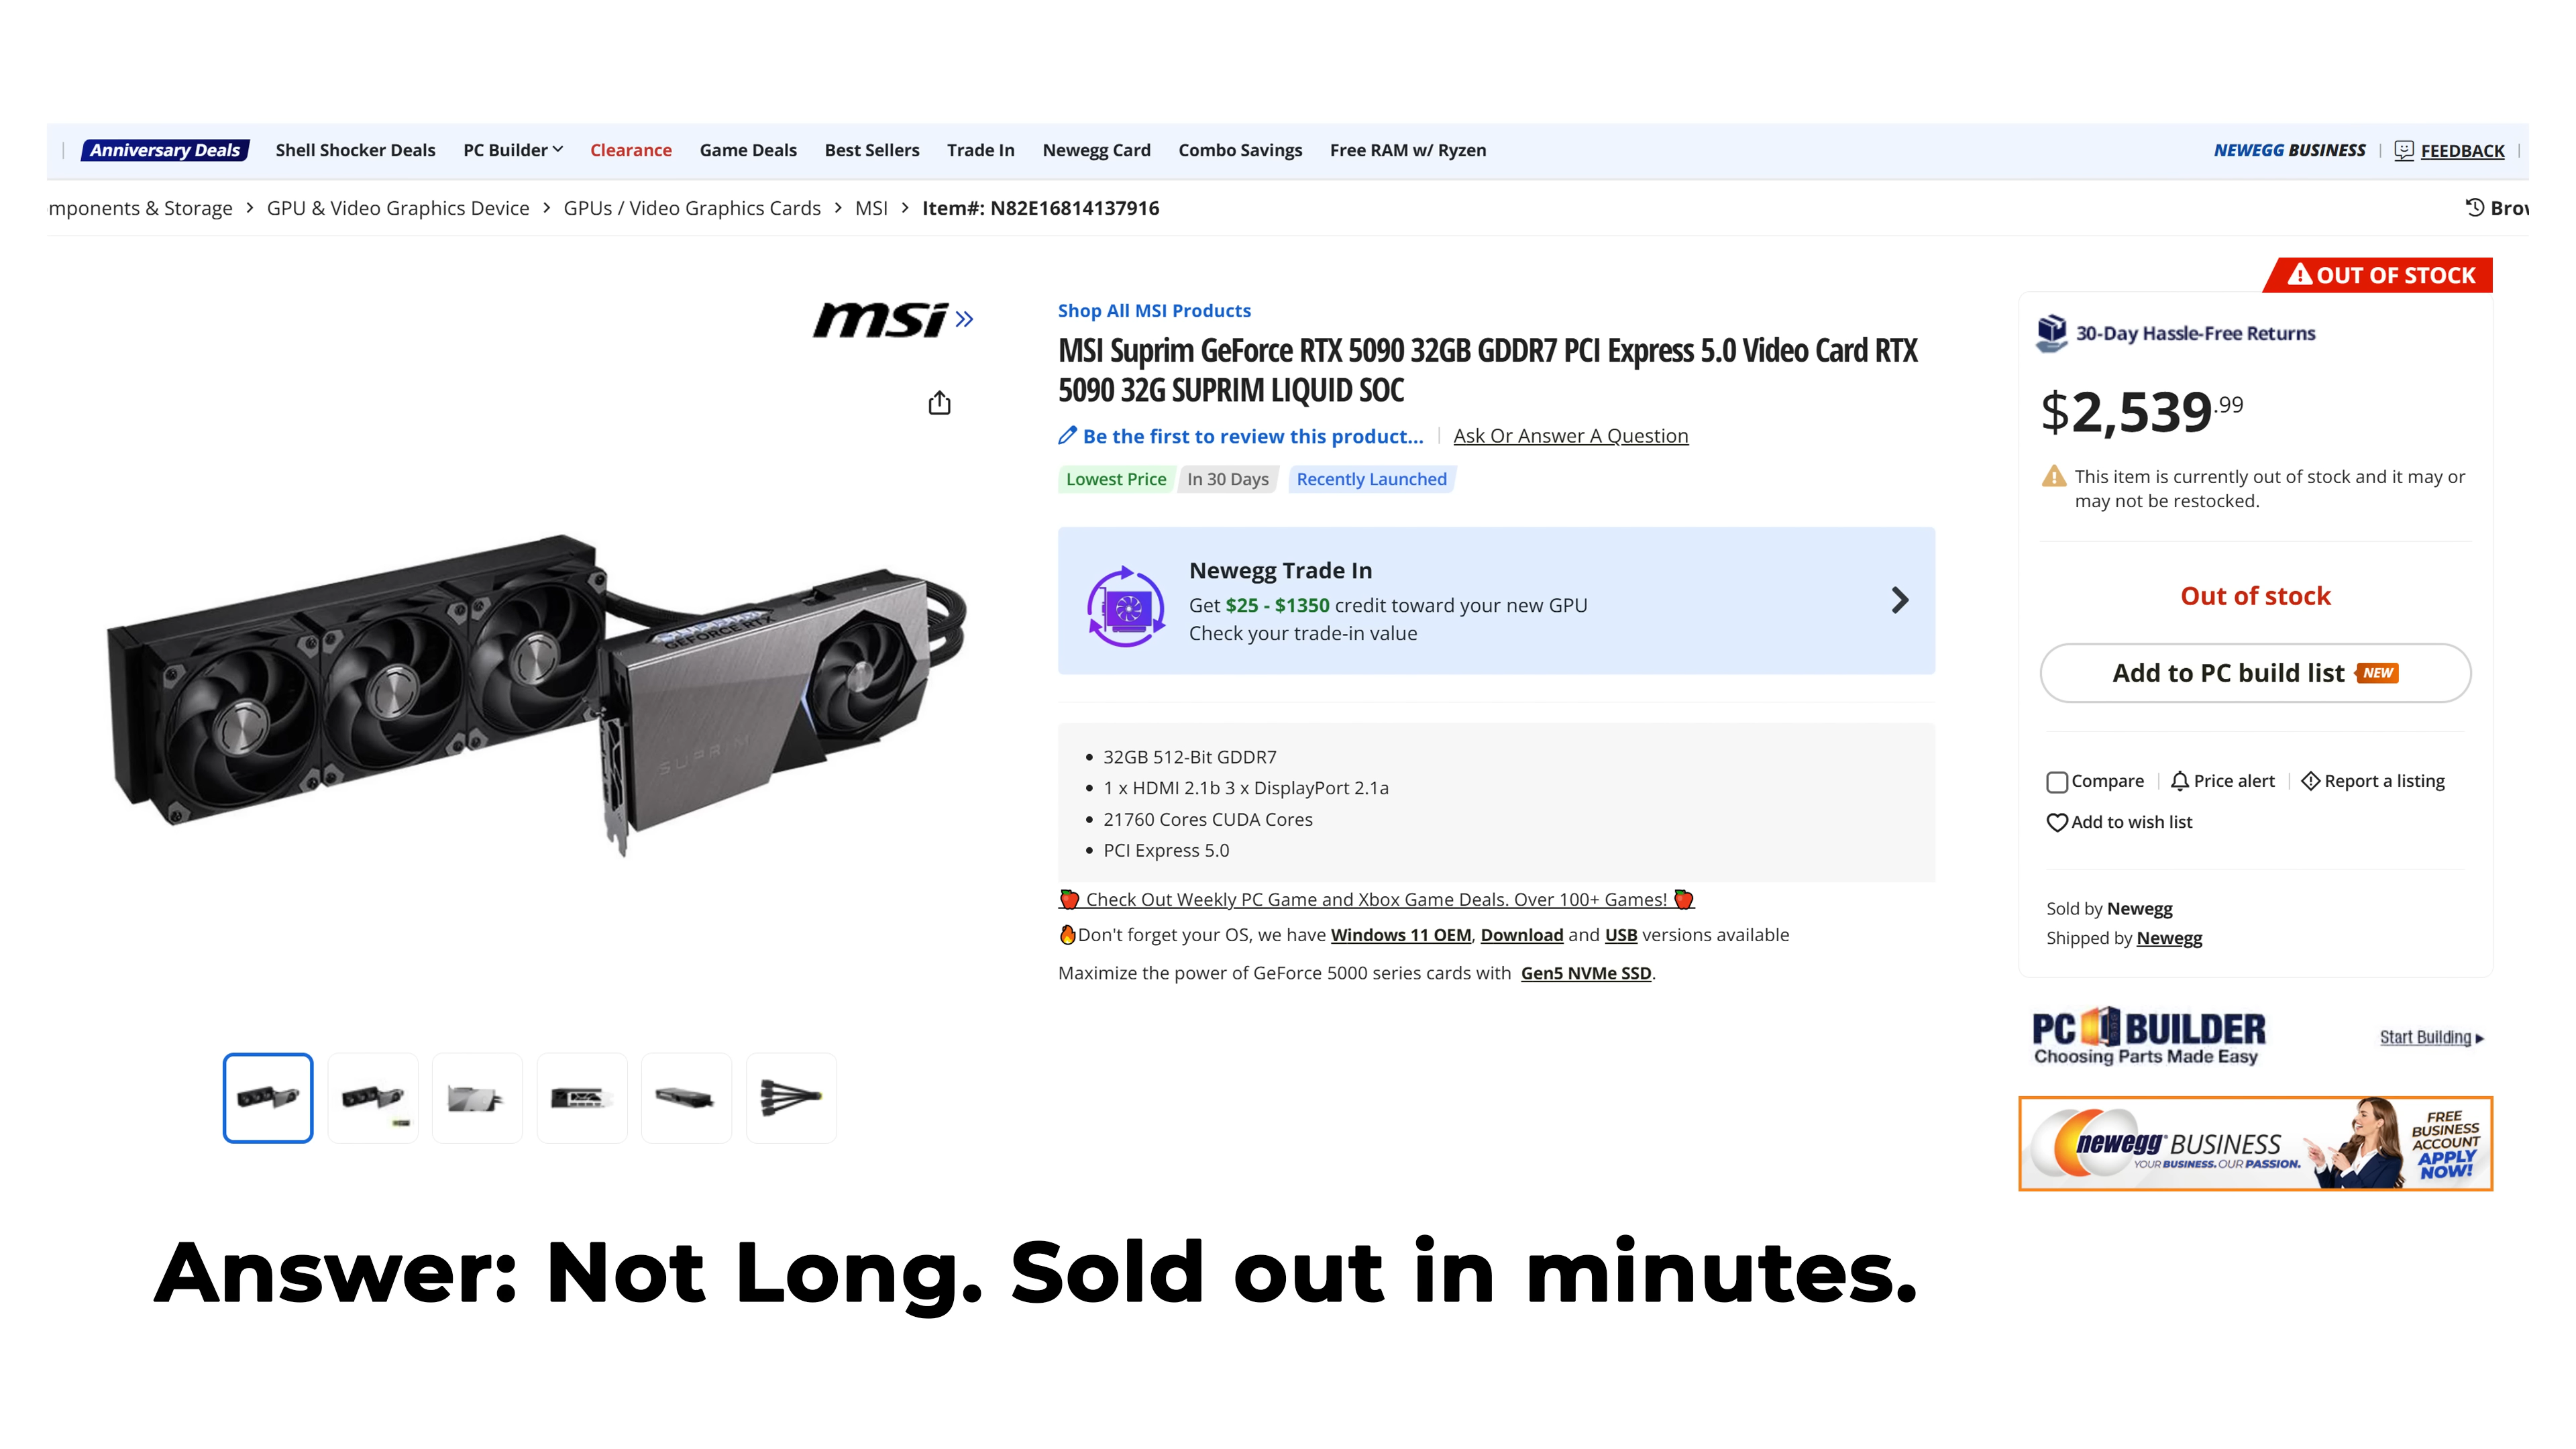 Anniversary Deals Shell Shocker Deals PC Builder Clearance Game Deals Best Sellers Trade In Newegg Card Combo Savings Free RAM w/ Ryzen NEWEGG BUSINESS FEEDBACK
mponents & Storage > GPU & Video Graphics Device > GPUs / Video Graphics Cards > MSI > Item#: N82E16814137916
OUT OF STOCK
msi
Shop All MSI Products
MSI Suprim GeForce RTX 5090 32GB GDDR7 PCI Express 5.0 Video Card RTX
5090 32G SUPRIM LIQUID SOC
Be the first to review this product...
Ask Or Answer A Question
Lowest Price In 30 Days Recently Launched
Newegg Trade In
Get $25 - $1350 credit toward your new GPU
Check your trade-in value
GEFORCE RTX
SUPRIM
• 32GB 512-Bit GDDR7
• 1 x HDMI 2.1b 3 x DisplayPort 2.1a
• 21760 Cores CUDA Cores
• PCI Express 5.0
Check Out Weekly PC Game and Xbox Game Deals. Over 100+ Games!
Don't forget your OS, we have Windows 11 OEM, Download and USB versions available
Maximize the power of GeForce 5000 series cards with Gen5 NVMe SSD.
30-Day Hassle-Free Returns
$2,539.99
This item is currently out of stock and it may or
may not be restocked.
Out of stock
Add to PC build list NEW
Compare Price alert Report a listing
Add to wish list
Sold by Newegg
Shipped by Newegg
PC BUILDER
Choosing Parts Made Easy
Start Building
newegg BUSINESS
YOUR BUSINESS. OUR PASSION.
FREE
BUSINESS
ACCOUNT
APPLY
NOW!
Answer: Not Long. Sold out in minutes.